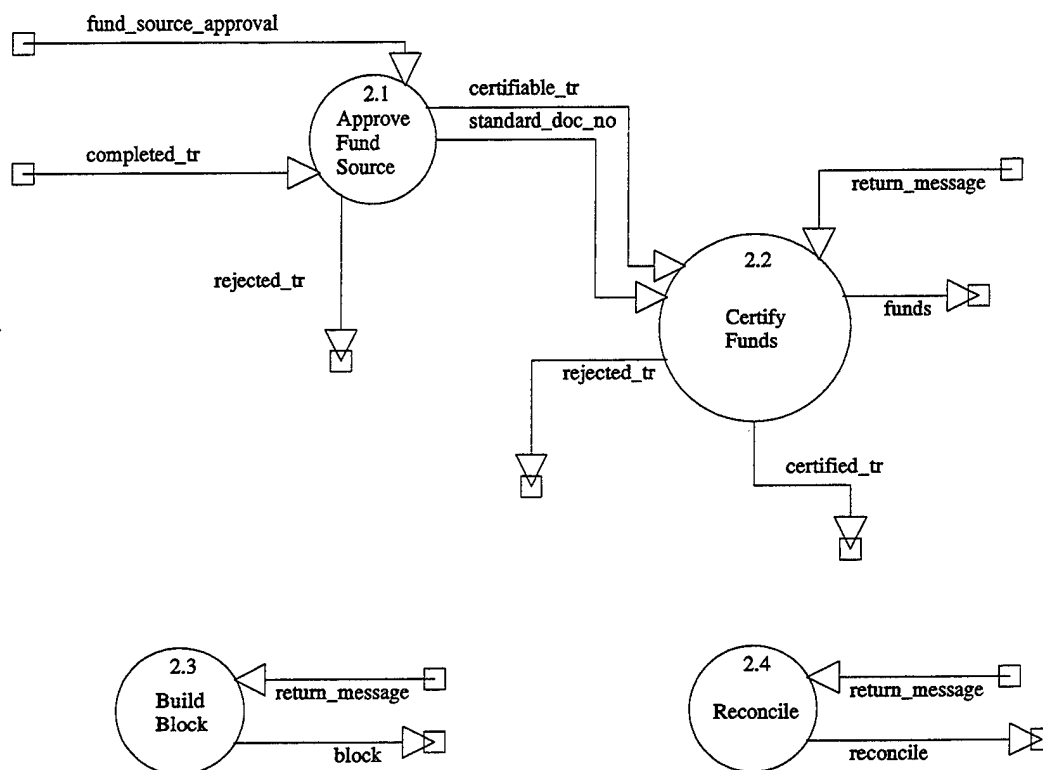 fund_source_approval
2.1
Approve
Fund
Source
certifiable_tr
standard_doc_no
completed_tr
return_message
rejected_tr
2.2
Certify
Funds
funds
rejected_tr
certified_tr
2.3
Build
Block
return_message
block
2.4
Reconcile
return_message
reconcile